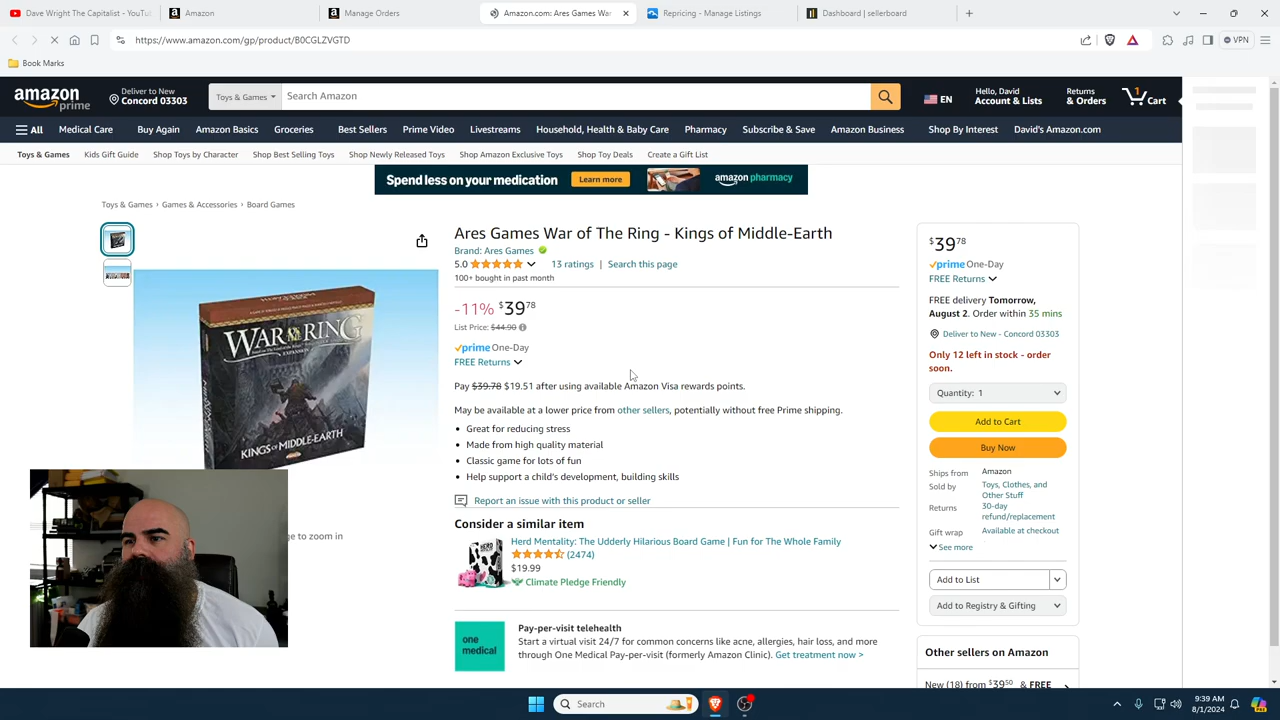 Dave Wright The Capitalist - YouTu
Amazon
Manage Orders
Amazon.com: Ares Games War
Repricing - Manage Listings
Dashboard | sellerboard
https://www.amazon.com/gp/product/B0CGLZVGTD
VPN
Book Marks
amazon
prime
Deliver to New
Concord 03303
Toys & Games
Search Amazon
EN
Hello, David
Account & Lists
Returns
& Orders
1
Cart
All
Medical Care
Buy Again
Amazon Basics
Groceries
Best Sellers
Prime Video
Livestreams
Household, Health & Baby Care
Pharmacy
Subscribe & Save
Amazon Business
Shop By Interest
David's Amazon.com
Toys & Games
Kids Gift Guide
Shop Toys by Character
Shop Best Selling Toys
Shop Newly Released Toys
Shop Amazon Exclusive Toys
Shop Toy Deals
Create a Gift List
Spend less on your medication
Learn more
amazon pharmacy
Toys & Games › Games & Accessories › Board Games
WAR OF THE RING
KINGS OF MIDDLE-EARTH
ge to zoom in
Ares Games War of The Ring - Kings of Middle-Earth
Brand: Ares Games
5.0
13 ratings | Search this page
100+ bought in past month
-11% $39 78
List Price: $44.90
prime One-Day
FREE Returns
Pay $39.78 $19.51 after using available Amazon Visa rewards points.
May be available at a lower price from other sellers, potentially without free Prime shipping.
• Great for reducing stress
• Made from high quality material
• Classic game for lots of fun
• Help support a child's development, building skills
Report an issue with this product or seller
Consider a similar item
Herd Mentality: The Udderly Hilarious Board Game | Fun for The Whole Family
(2474)
$19.99
Climate Pledge Friendly
one
medical
Pay-per-visit telehealth
Start a virtual visit 24/7 for common concerns like acne, allergies, hair loss, and more
through One Medical Pay-per-visit (formerly Amazon Clinic). Get treatment now >
$39 78
prime One-Day
FREE Returns
FREE delivery Tomorrow,
August 2. Order within 35 mins
Deliver to New - Concord 03303
Only 12 left in stock - order
soon.
Quantity: 1
Add to Cart
Buy Now
Ships from
Amazon
Sold by
Toys, Clothes, and
Other Stuff
Returns
30-day
refund/replacement
Gift wrap
Available at checkout
See more
Add to List
Add to Registry & Gifting
Other sellers on Amazon
New (18) from $39 50 & FREE
Search
9:39 AM
8/1/2024